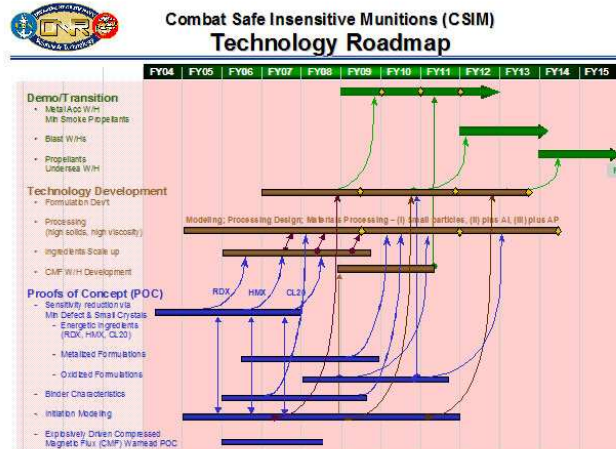 CNR
Combat Safe Insensitive Munitions (CSIM)
Technology Roadmap
FY04 FY05 FY06 FY07 FY08 FY09 FY10 FY11 FY12 FY13 FY14 FY15
Demo/Transition
• Metal Acc W/H
Min Smoke Propellants
• Blast W/Hs
• Propellants
Undersea W/H
Technology Development
• Formulation Dev't
• Processing
(high solids, high viscosity)
Modeling; Processing Design; Materials Processing – (I) Small particles, (II) plus Al, (III) plus AP
• Ingredients Scale up
• CMF W/H Development
RDX HMX CL20
Proofs of Concept (POC)
• Sensitivity reduction via
Min Defect & Small Crystals
- Energetic Ingredients
(RDX, HMX, CL20)
- Metalized Formulations
- Oxidized Formulations
• Binder Characteristics
• Initiation Modeling
• Explosively Driven Compressed
Magnetic Flux (CMF) Warhead POC